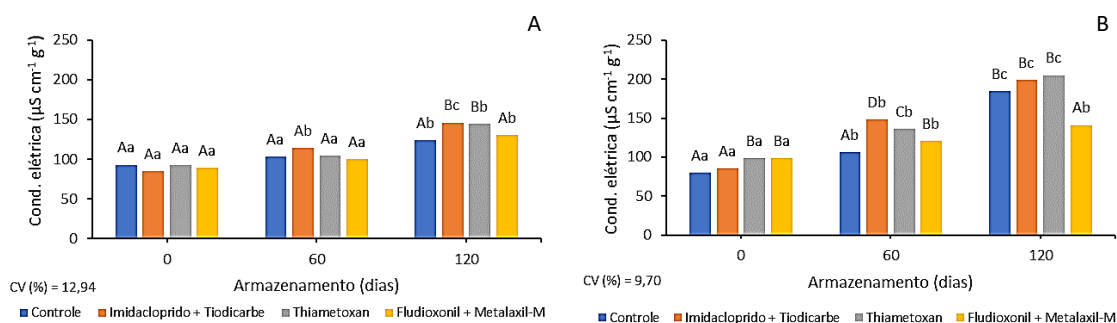 A
Cond. elétrica (µS cm⁻¹ g⁻¹)
250
200
150
100
50
0
Aa Aa Aa Aa
Aa Ab Aa Aa
Ab Bc Bb Ab
0 60 120
Armazenamento (dias)
CV (%) = 12,94
Controle Imidacloprido + Tiodicarbe Thiametoxan Fludioxonil + Metalaxil-M
B
Cond. elétrica (µS cm⁻¹ g⁻¹)
250
200
150
100
50
0
Aa Aa Ba Ba
Ab Db Cb Bb
Bc Bc Bc Ab
0 60 120
Armazenamento (dias)
CV (%) = 9,70
Controle Imidacloprido + Tiodicarbe Thiametoxan Fludioxonil + Metalaxil-M